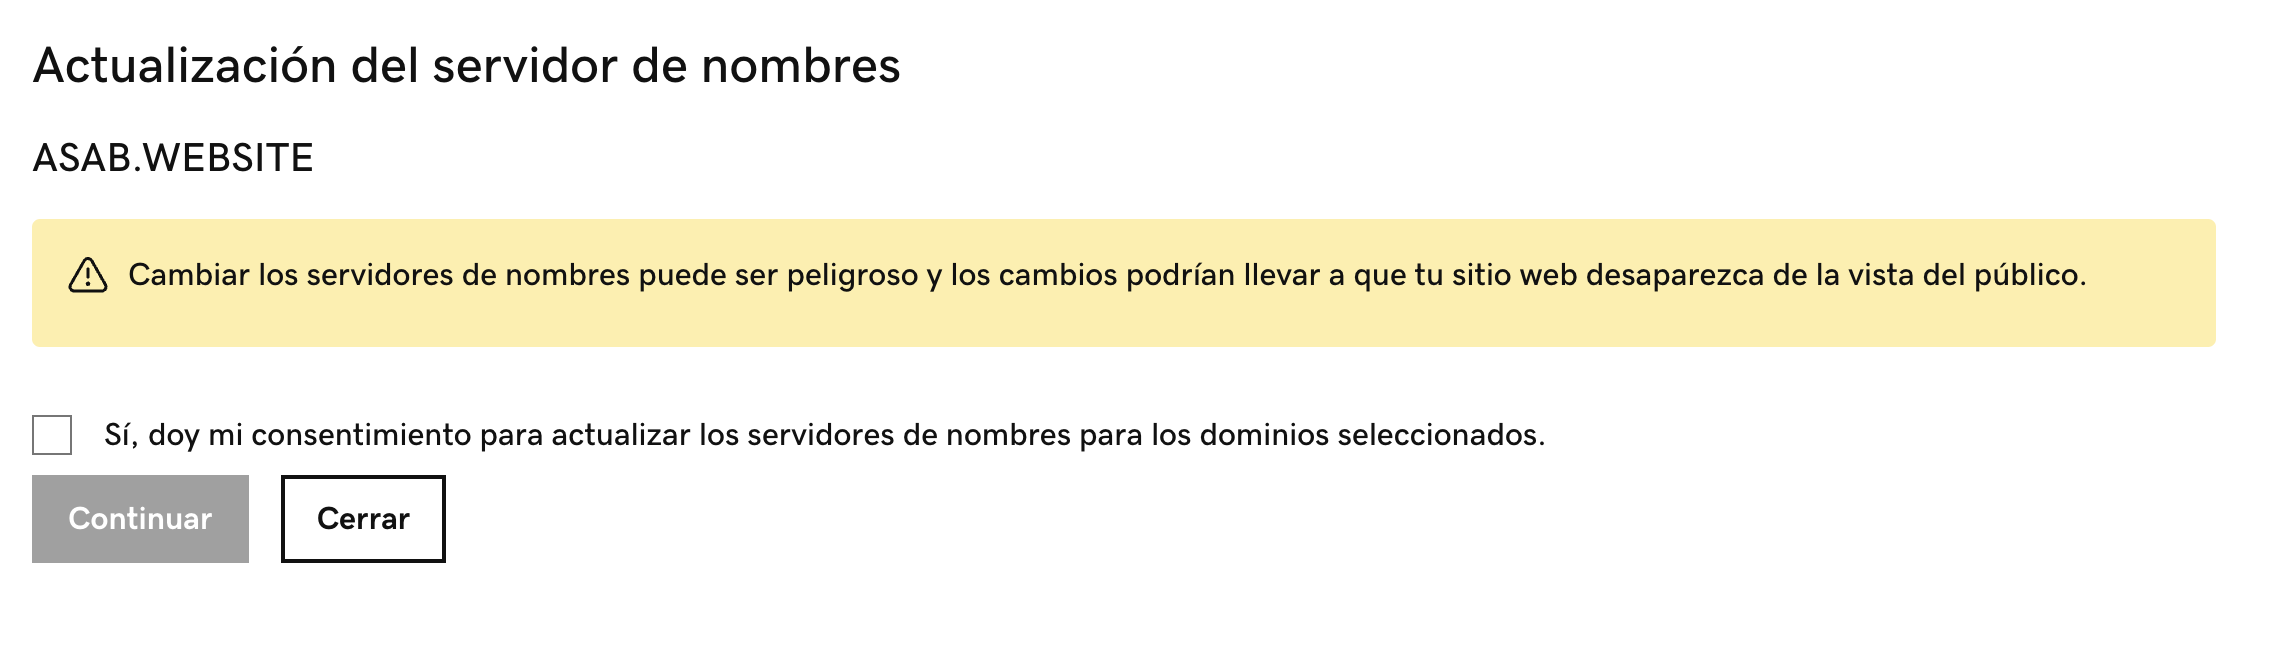 Actualización del servidor de nombres
ASAB.WEBSITE
Cambiar los servidores de nombres puede ser peligroso y los cambios podrían llevar a que tu sitio web desaparezca de la vista del público.
Sí, doy mi consentimiento para actualizar los servidores de nombres para los dominios seleccionados.
Continuar
Cerrar